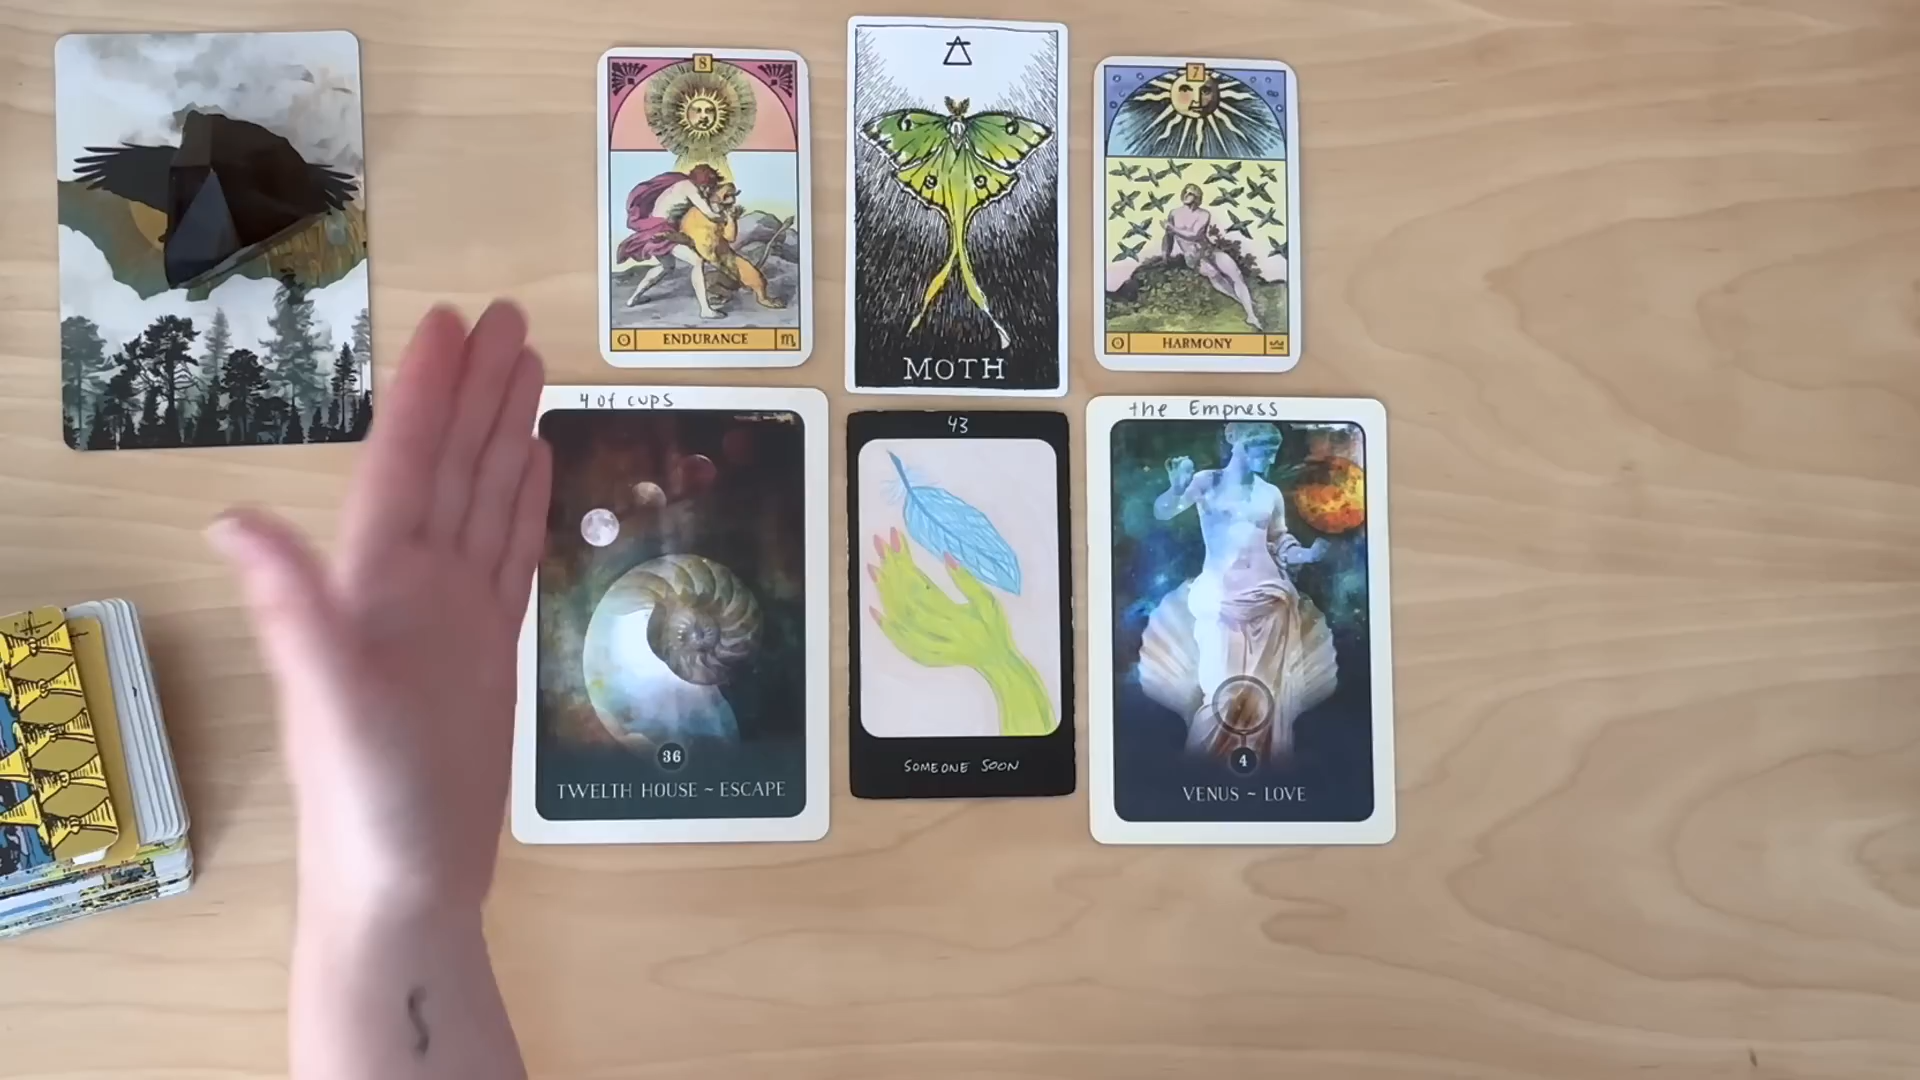 8
ENDURANCE
MOTH
7
HARMONY
4 of cups
36
TWELTH HOUSE ~ ESCAPE
43
SOMEONE SOON
the Empress
4
VENUS ~ LOVE